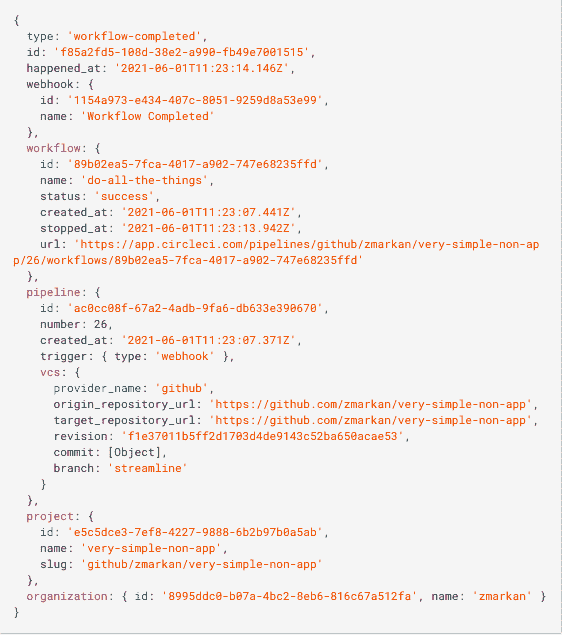 {
  type: 'workflow-completed',
  id: 'f85a2fd5-108d-38e2-a990-fb49e7001515',
  happened_at: '2021-06-01T11:23:14.146Z',
  webhook: {
    id: '1154a973-e434-407c-8051-9259d8a53e99',
    name: 'Workflow Completed'
  },
  workflow: {
    id: '89b02ea5-7fca-4017-a902-747e68235ffd',
    name: 'do-all-the-things',
    status: 'success',
    created_at: '2021-06-01T11:23:07.441Z',
    stopped_at: '2021-06-01T11:23:13.942Z',
    url: 'https://app.circleci.com/pipelines/github/zmarkan/very-simple-non-ap
p/26/workflows/89b02ea5-7fca-4017-a902-747e68235ffd'
  },
  pipeline: {
    id: 'ac0cc08f-67a2-4adb-9fa6-db633e390670',
    number: 26,
    created_at: '2021-06-01T11:23:07.371Z',
    trigger: { type: 'webhook' },
    vcs: {
      provider_name: 'github',
      origin_repository_url: 'https://github.com/zmarkan/very-simple-non-app',
      target_repository_url: 'https://github.com/zmarkan/very-simple-non-app',
      revision: 'f1e37011b5ff2d1703d4de9143c52ba650acae53',
      commit: [Object],
      branch: 'streamline'
    }
  },
  project: {
    id: 'e5c5dce3-7ef8-4227-9888-6b2b97b0a5ab',
    name: 'very-simple-non-app',
    slug: 'github/zmarkan/very-simple-non-app'
  },
  organization: { id: '8995ddc0-b07a-4bc2-8eb6-816c67a512fa', name: 'zmarkan' }
}